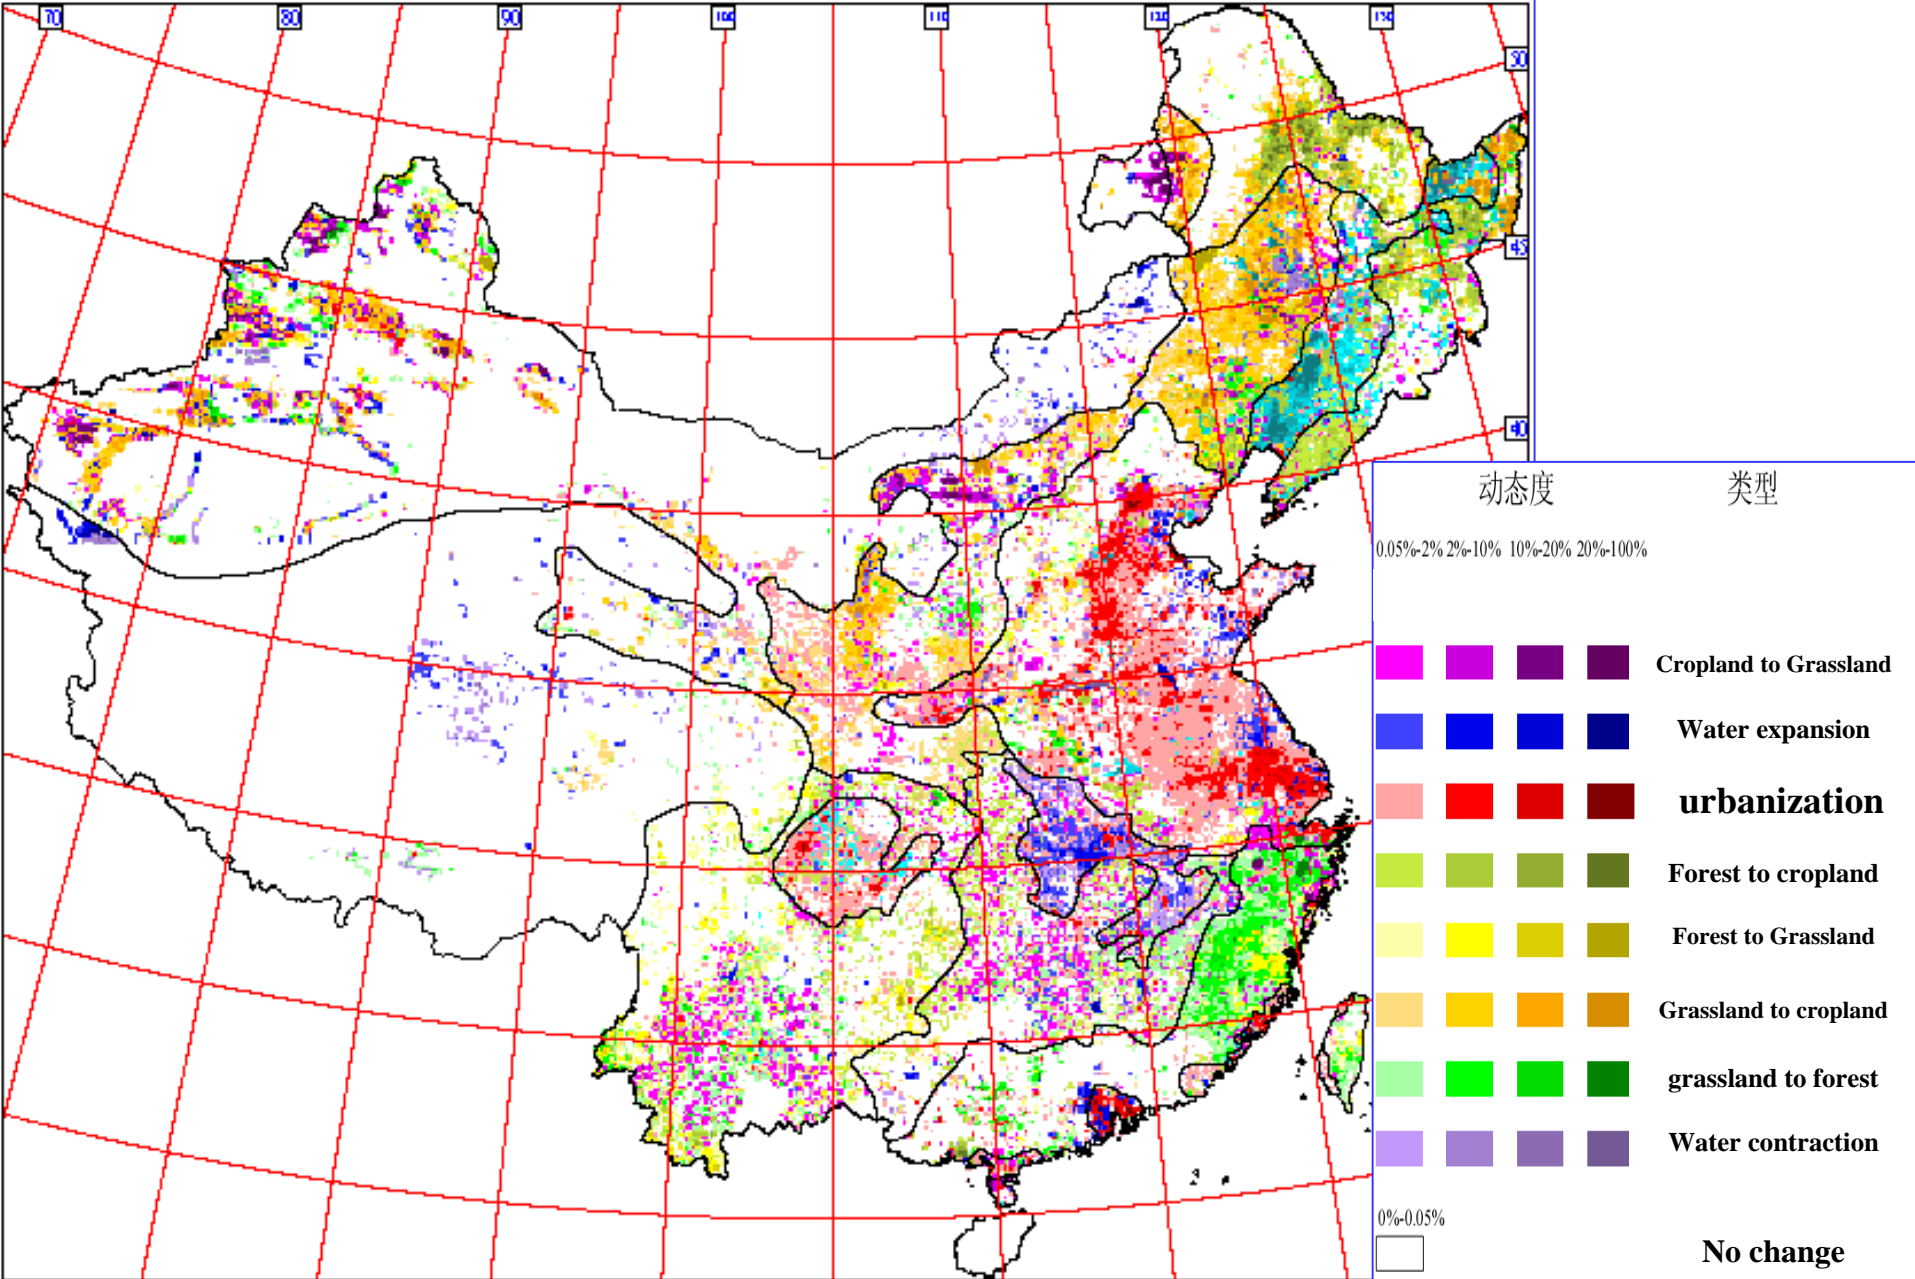 70 80 90 100 110 120 130
50
45
40
动态度 类型
0.05%-2% 2%-10% 10%-20% 20%-100%
Cropland to Grassland
Water expansion
urbanization
Forest to cropland
Forest to Grassland
Grassland to cropland
grassland to forest
Water contraction
0%-0.05%
No change